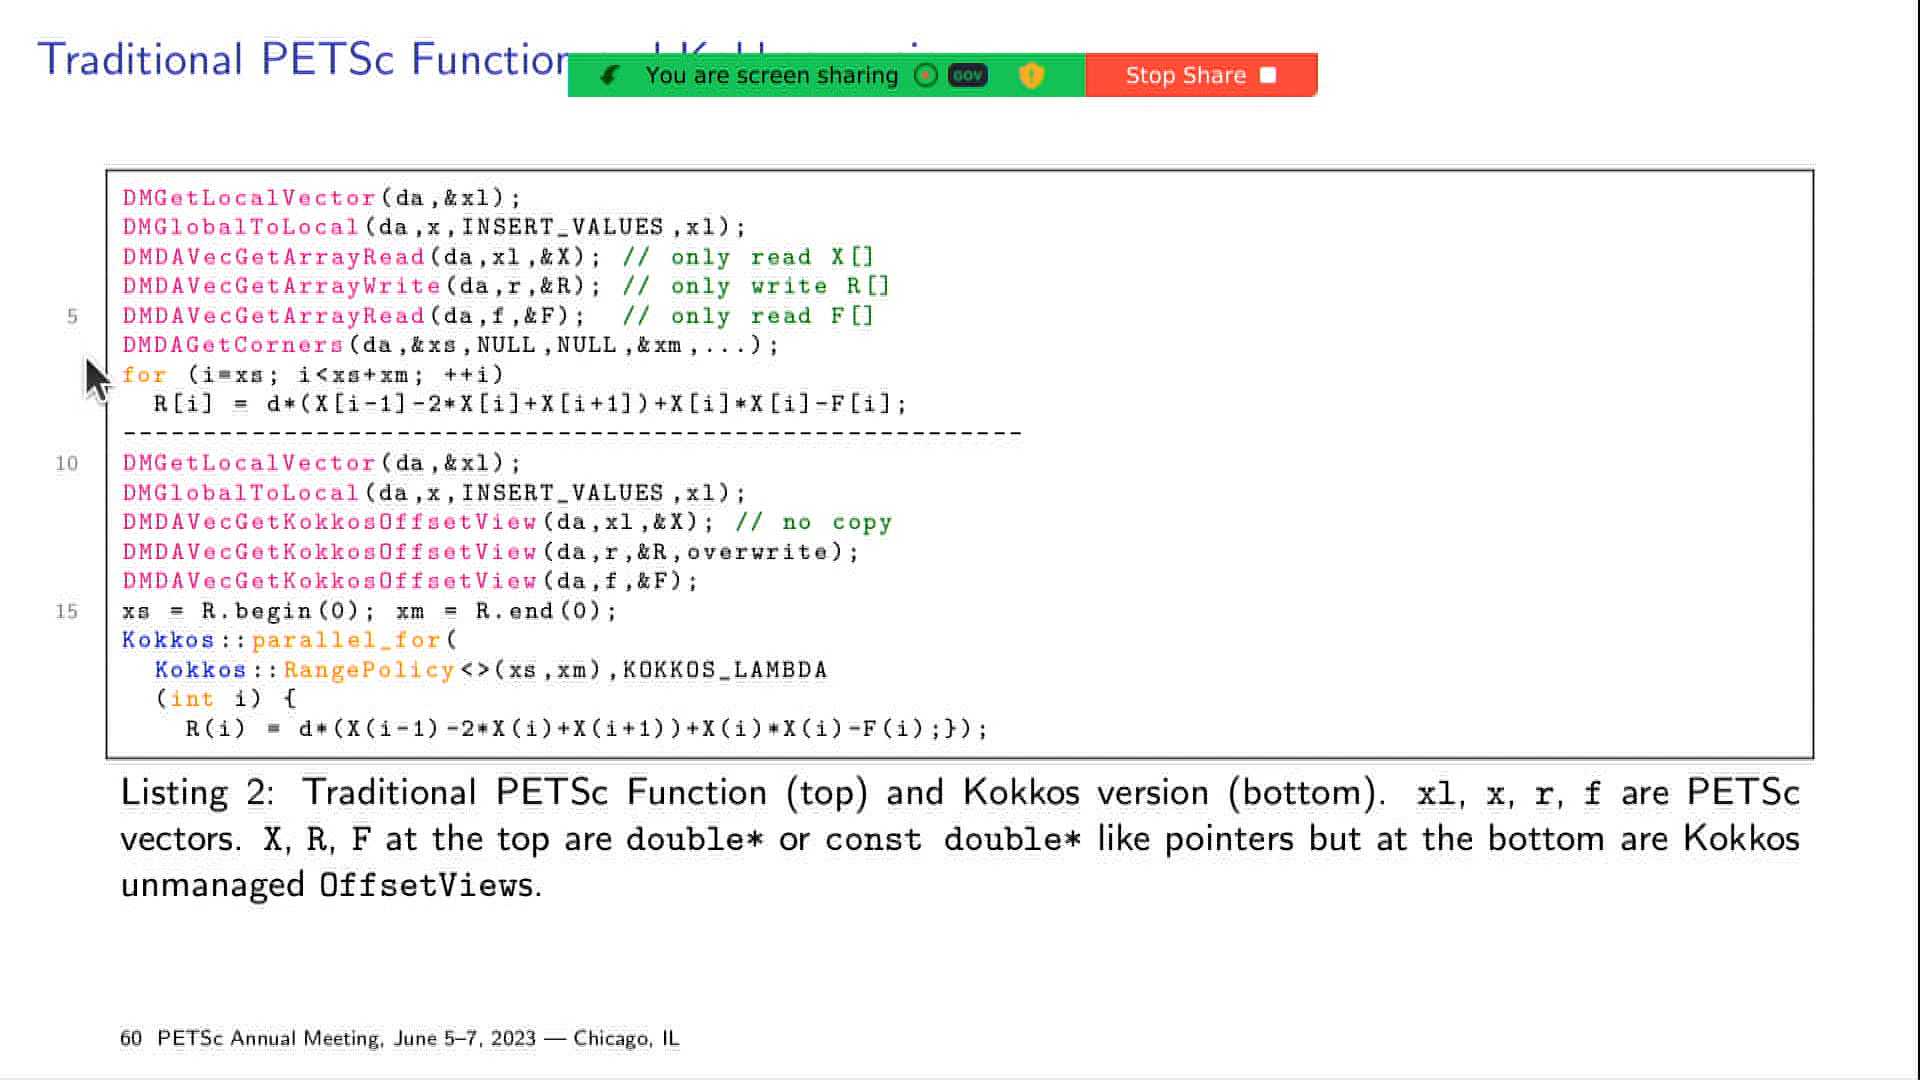 Traditional PETSc Function
You are screen sharing GOV Stop Share
DMGetLocalVector(da,&xl);
DMGlobalToLocal(da,x,INSERT_VALUES,xl);
DMDAVecGetArrayRead(da,xl,&X); // only read X[]
DMDAVecGetArrayWrite(da,r,&R); // only write R[]
5 DMDAVecGetArrayRead(da,f,&F); // only read F[]
DMDAGetCorners(da,&xs,NULL,NULL,&xm,...);
for (i=xs; i<xs+xm; ++i)
R[i] = d*(X[i-1]-2*X[i]+X[i+1])+X[i]*X[i]-F[i];
--------------------------------------------------------
10 DMGetLocalVector(da,&xl);
DMGlobalToLocal(da,x,INSERT_VALUES,xl);
DMDAVecGetKokkosOffsetView(da,xl,&X); // no copy
DMDAVecGetKokkosOffsetView(da,r,&R,overwrite);
DMDAVecGetKokkosOffsetView(da,f,&F);
15 xs = R.begin(0); xm = R.end(0);
Kokkos::parallel_for(
Kokkos::RangePolicy<>(xs,xm),KOKKOS_LAMBDA
(int i) {
R(i) = d*(X(i-1)-2*X(i)+X(i+1))+X(i)*X(i)-F(i);});
Listing 2: Traditional PETSc Function (top) and Kokkos version (bottom). xl, x, r, f are PETSc
vectors. X, R, F at the top are double* or const double* like pointers but at the bottom are Kokkos
unmanaged OffsetViews.
60 PETSc Annual Meeting, June 5–7, 2023 — Chicago, IL